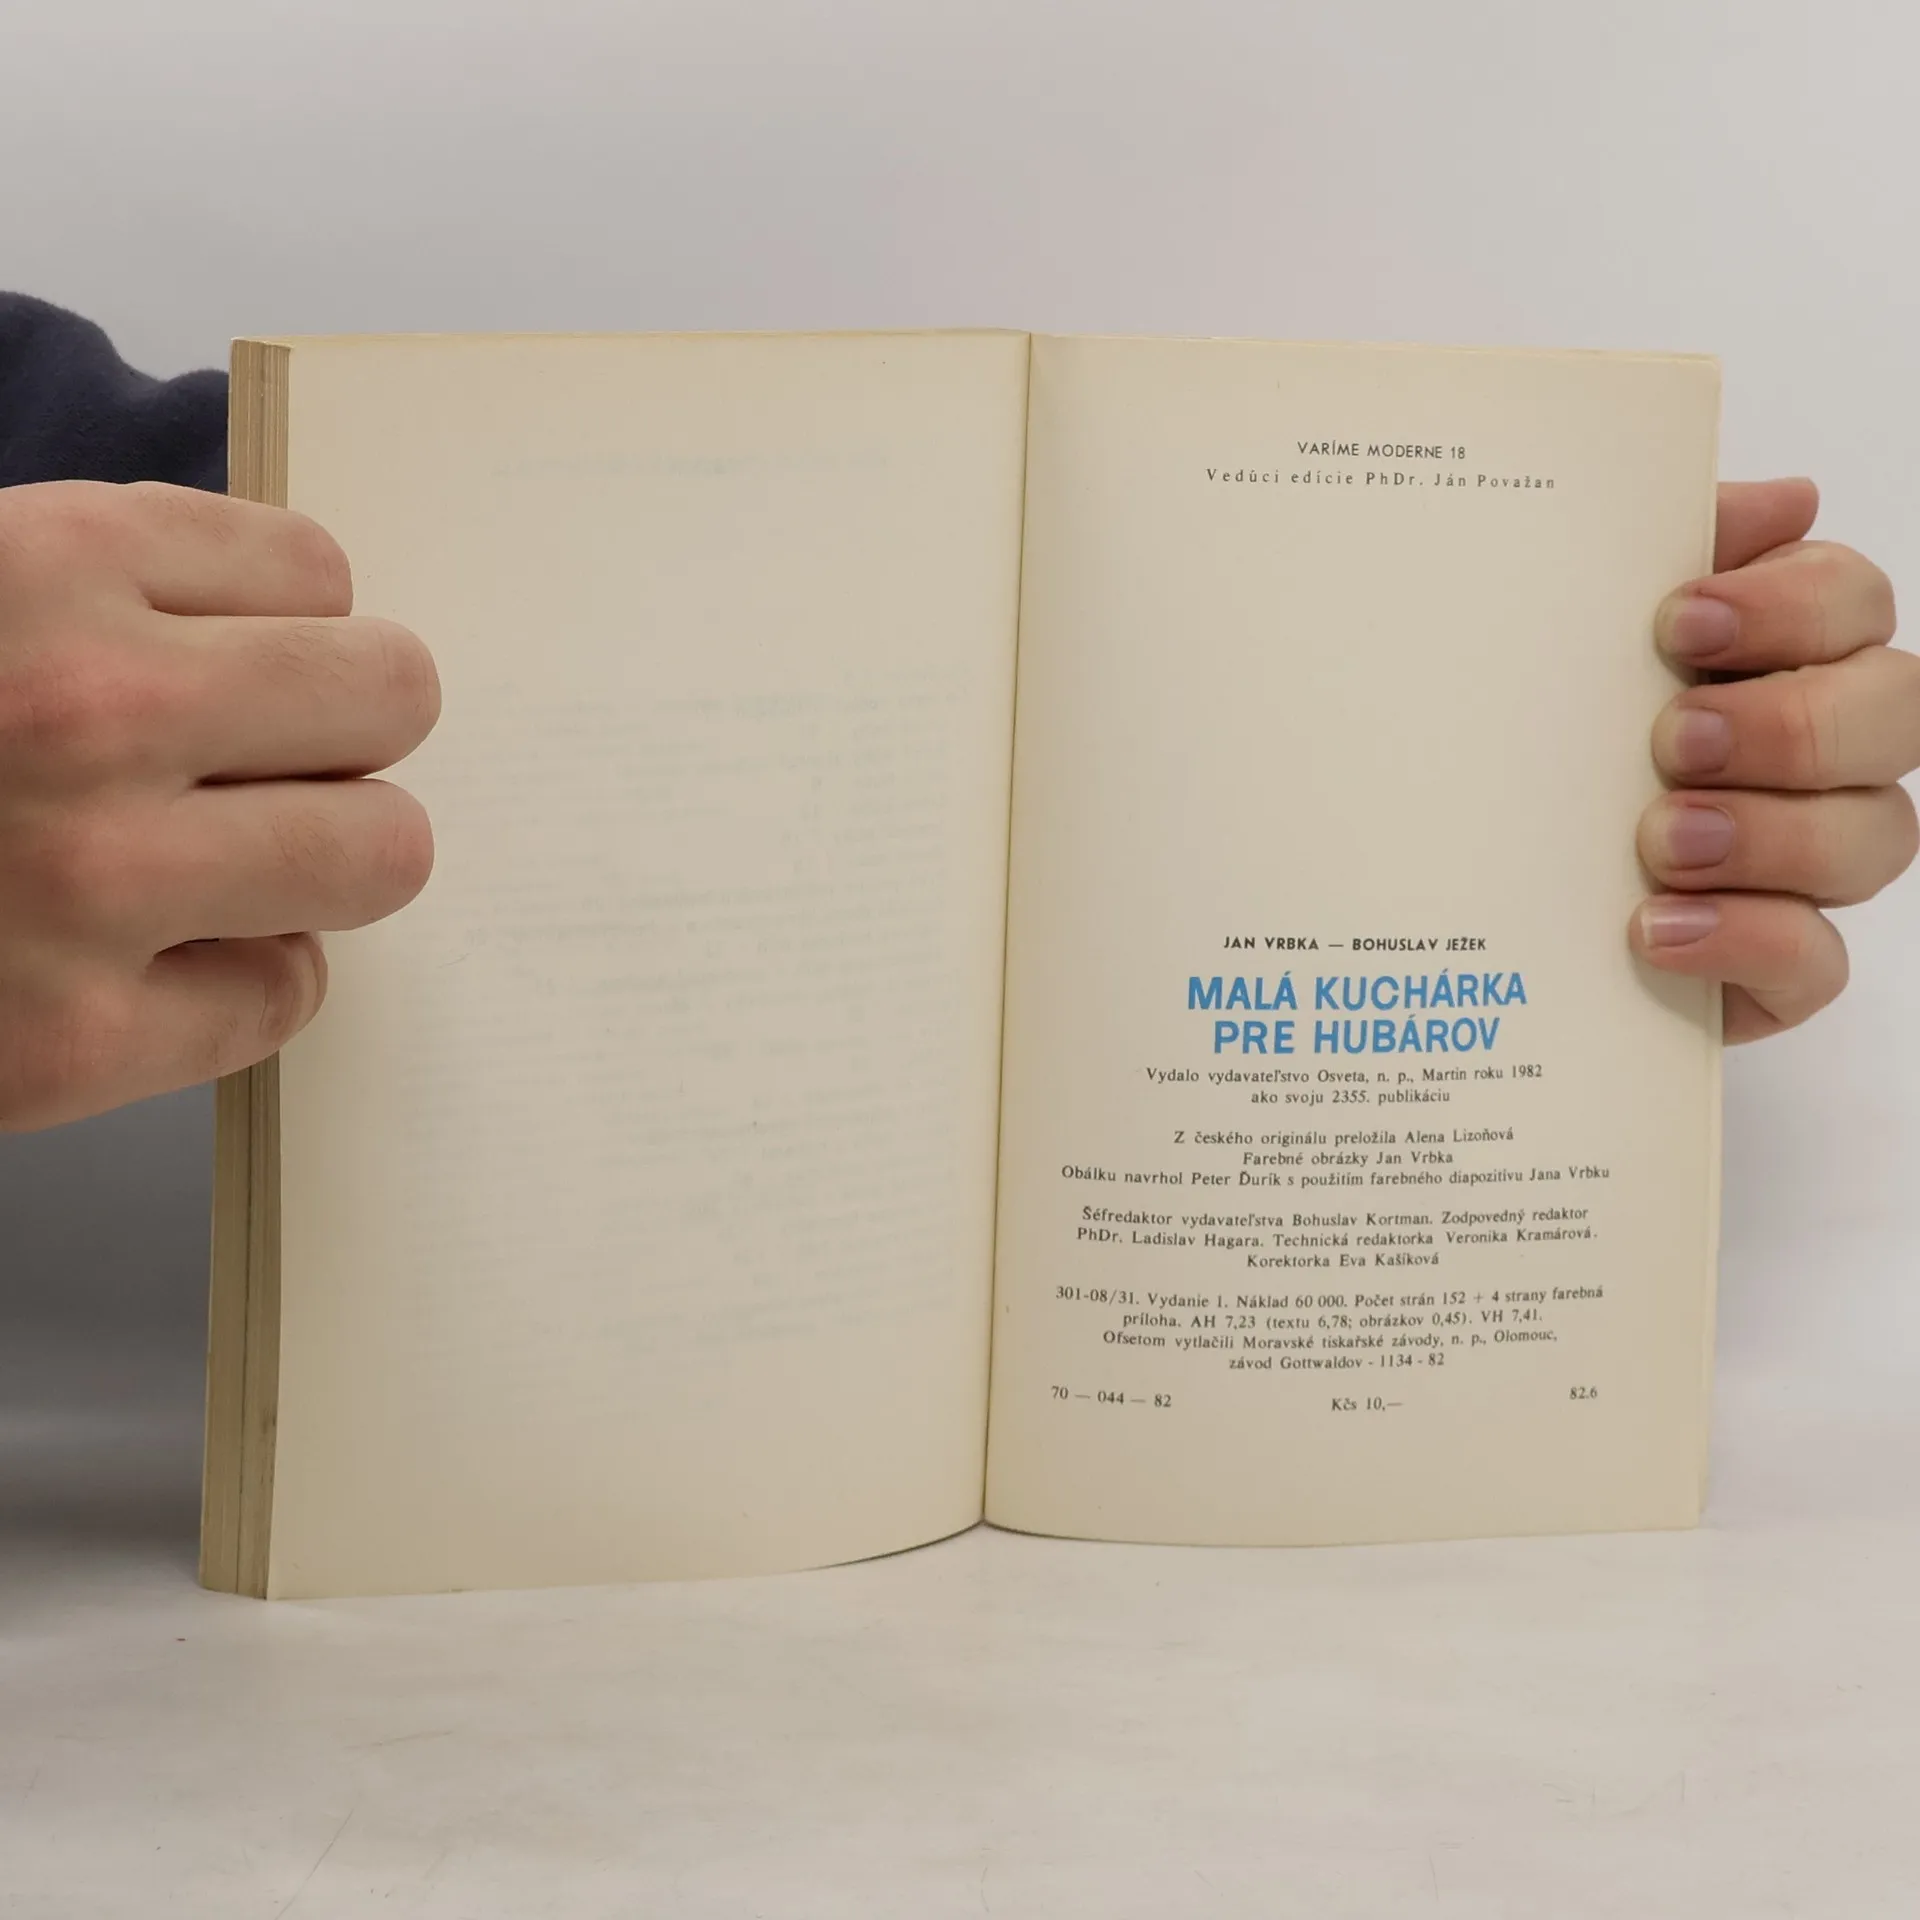 VARÍME MODERNE 18
Vedúci edície PhDr. Ján Považan
JAN VRBKA — BOHUSLAV JEŽEK
MALÁ KUCHÁRKA
PRE HUBÁROV
Vydalo vydavateľstvo Osveta, n. p., Martin roku 1982
ako svoju 2355. publikáciu
Z českého originálu preložila Alena Lizoňová
Farebné obrázky Jan Vrbka
Obálku navrhol Peter Ďurík s použitím farebného diapozitívu Jana Vrbku
Šéfredaktor vydavateľstva Bohuslav Kortman. Zodpovedný redaktor
PhDr. Ladislav Hagara. Technická redaktorka Veronika Kramárová.
Korektorka Eva Kašíková
301-08/31. Vydanie 1. Náklad 60 000. Počet strán 152 + 4 strany farebná
príloha. AH 7,23 (textu 6,78; obrázkov 0,45). VH 7,41.
Ofsetom vytlačili Moravské tiskařské závody, n. p., Olomouc,
závod Gottwaldov - 1134 - 82
70 — 044 — 82 Kčs 10,— 82.6